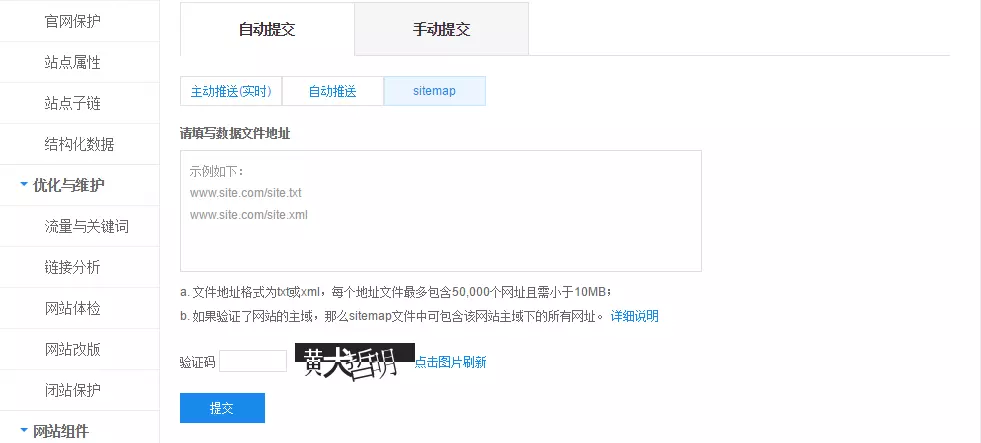 官网保护
站点属性
站点子链
结构化数据
优化与维护
流量与关键词
链接分析
网站体检
网站改版
闭站保护
网站组件
自动提交 手动提交
主动推送(实时) 自动推送 sitemap
请填写数据文件地址
示例如下：
www.site.com/site.txt
www.site.com/site.xml
a. 文件地址格式为txt或xml，每个地址文件最多包含50,000个网址且需小于10MB；
b. 如果验证了网站的主域，那么sitemap文件中可包含该网站主域下的所有网址。 详细说明
验证码 黄犬哲明 点击图片刷新
提交